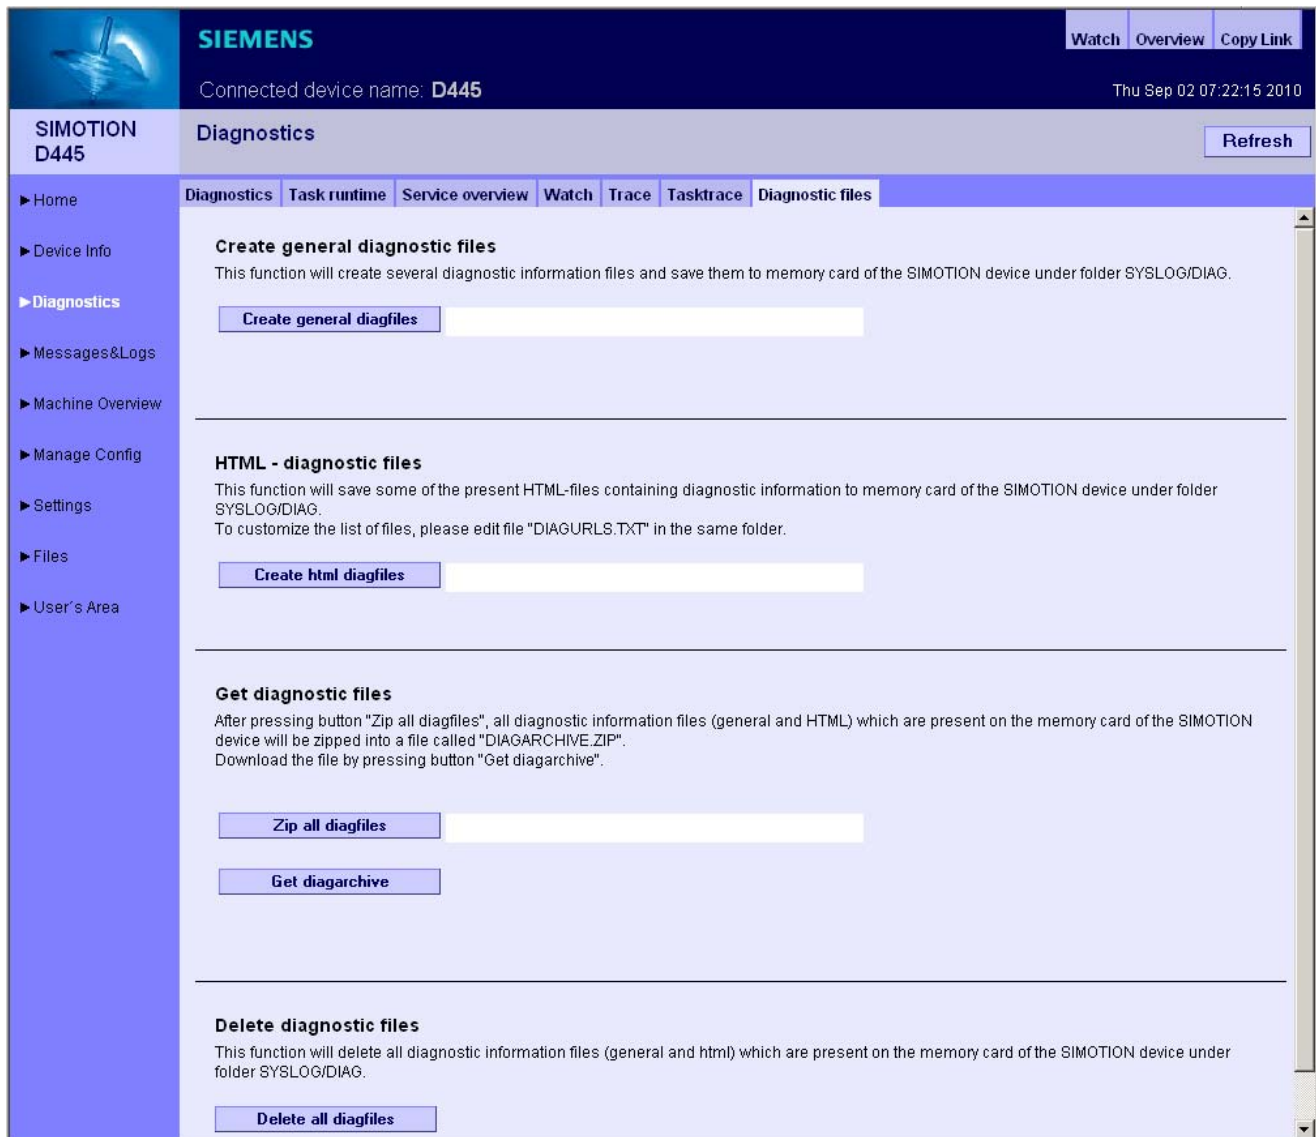 SIEMENS
Watch Overview Copy Link
Connected device name: D445
Thu Sep 02 07:22:15 2010
SIMOTION
D445
Diagnostics
Refresh
Diagnostics Task runtime Service overview Watch Trace Tasktrace Diagnostic files
►Home
►Device Info
►Diagnostics
►Messages&Logs
►Machine Overview
►Manage Config
►Settings
►Files
►User´s Area
Create general diagnostic files
This function will create several diagnostic information files and save them to memory card of the SIMOTION device under folder SYSLOG/DIAG.
Create general diagfiles
HTML - diagnostic files
This function will save some of the present HTML-files containing diagnostic information to memory card of the SIMOTION device under folder
SYSLOG/DIAG.
To customize the list of files, please edit file "DIAGURLS.TXT" in the same folder.
Create html diagfiles
Get diagnostic files
After pressing button "Zip all diagfiles", all diagnostic information files (general and HTML) which are present on the memory card of the SIMOTION
device will be zipped into a file called "DIAGARCHIVE.ZIP".
Download the file by pressing button "Get diagarchive".
Zip all diagfiles
Get diagarchive
Delete diagnostic files
This function will delete all diagnostic information files (general and html) which are present on the memory card of the SIMOTION device under
folder SYSLOG/DIAG.
Delete all diagfiles